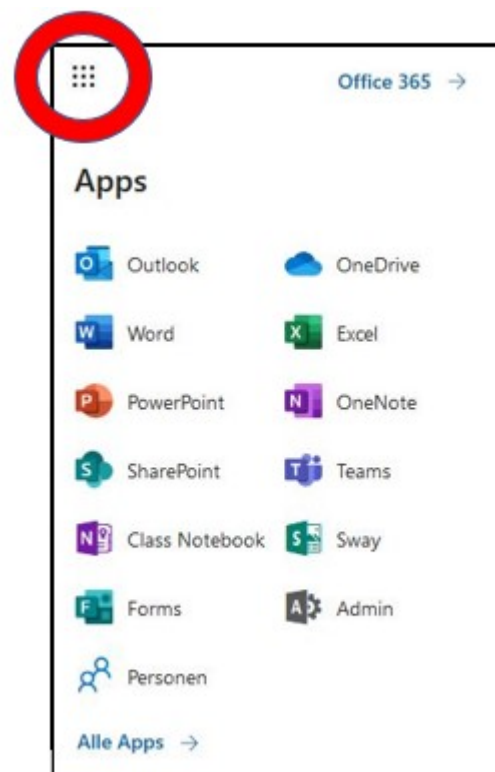 Office 365 →
Apps
Outlook OneDrive
Word Excel
PowerPoint OneNote
SharePoint Teams
Class Notebook Sway
Forms Admin
Personen
Alle Apps →